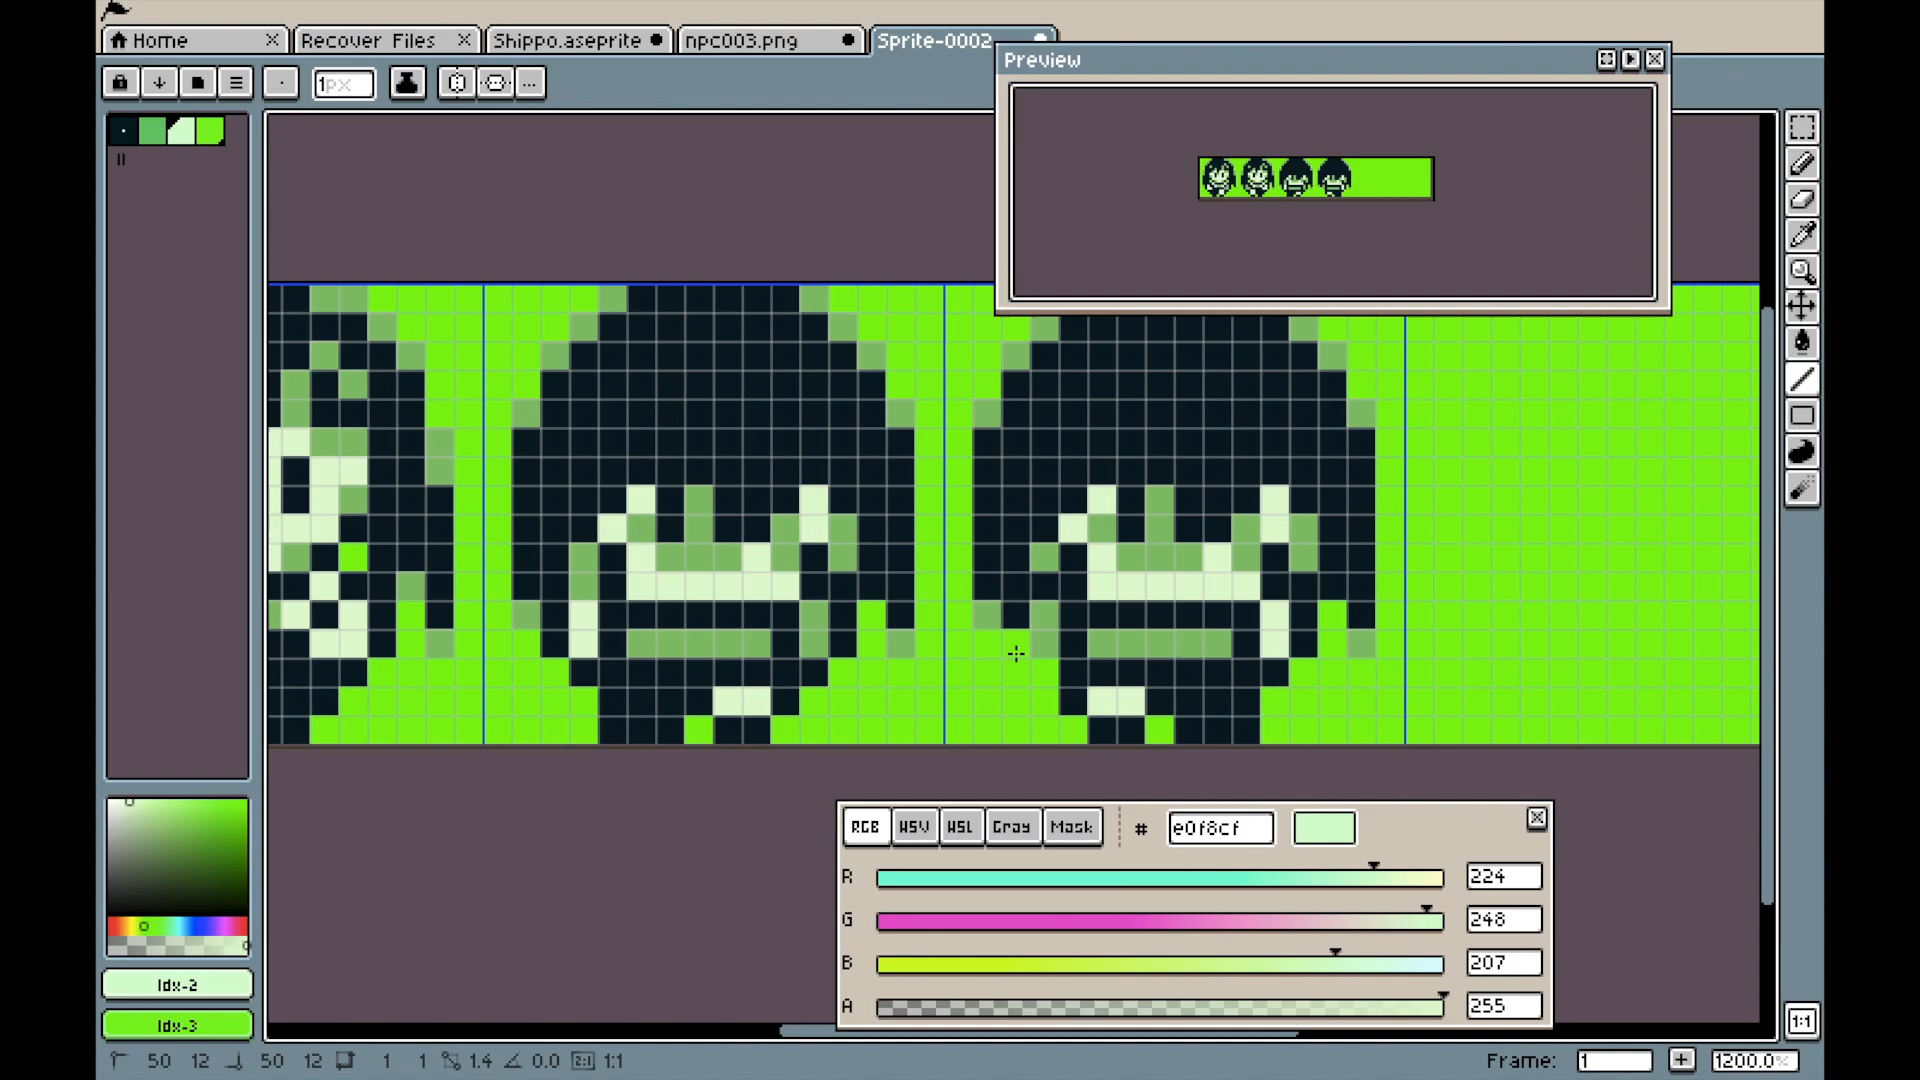 Home
Recover Files
Shippo.aseprite
npc003.png
Sprite-0002
Preview
1px
RGB HSV HSL Gray Mask # e0f8cf
R 224
G 248
B 207
A 255
Idx-2
Idx-3
1:1
50 12 50 12 1 1 1.4 0.0 2:1 1:1
Frame: 1 + 1200.0%